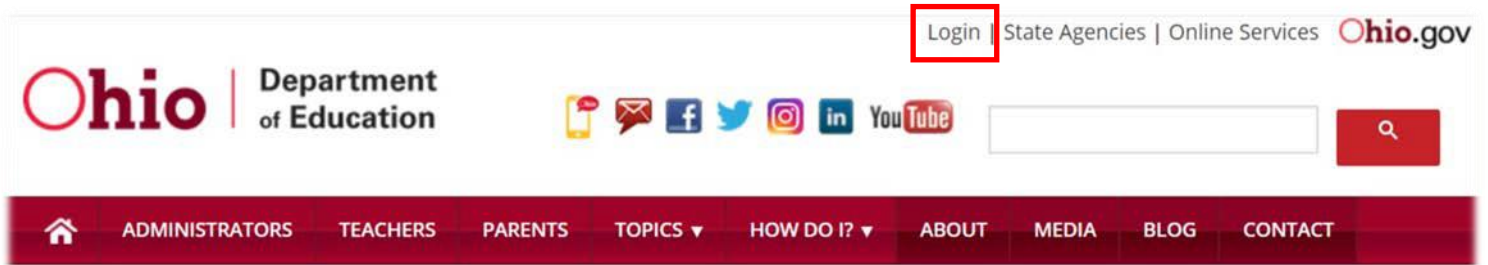 Login | State Agencies | Online Services Ohio.gov
Ohio | Department
of Education
You Tube
ADMINISTRATORS TEACHERS PARENTS TOPICS ▼ HOW DO I? ▼ ABOUT MEDIA BLOG CONTACT